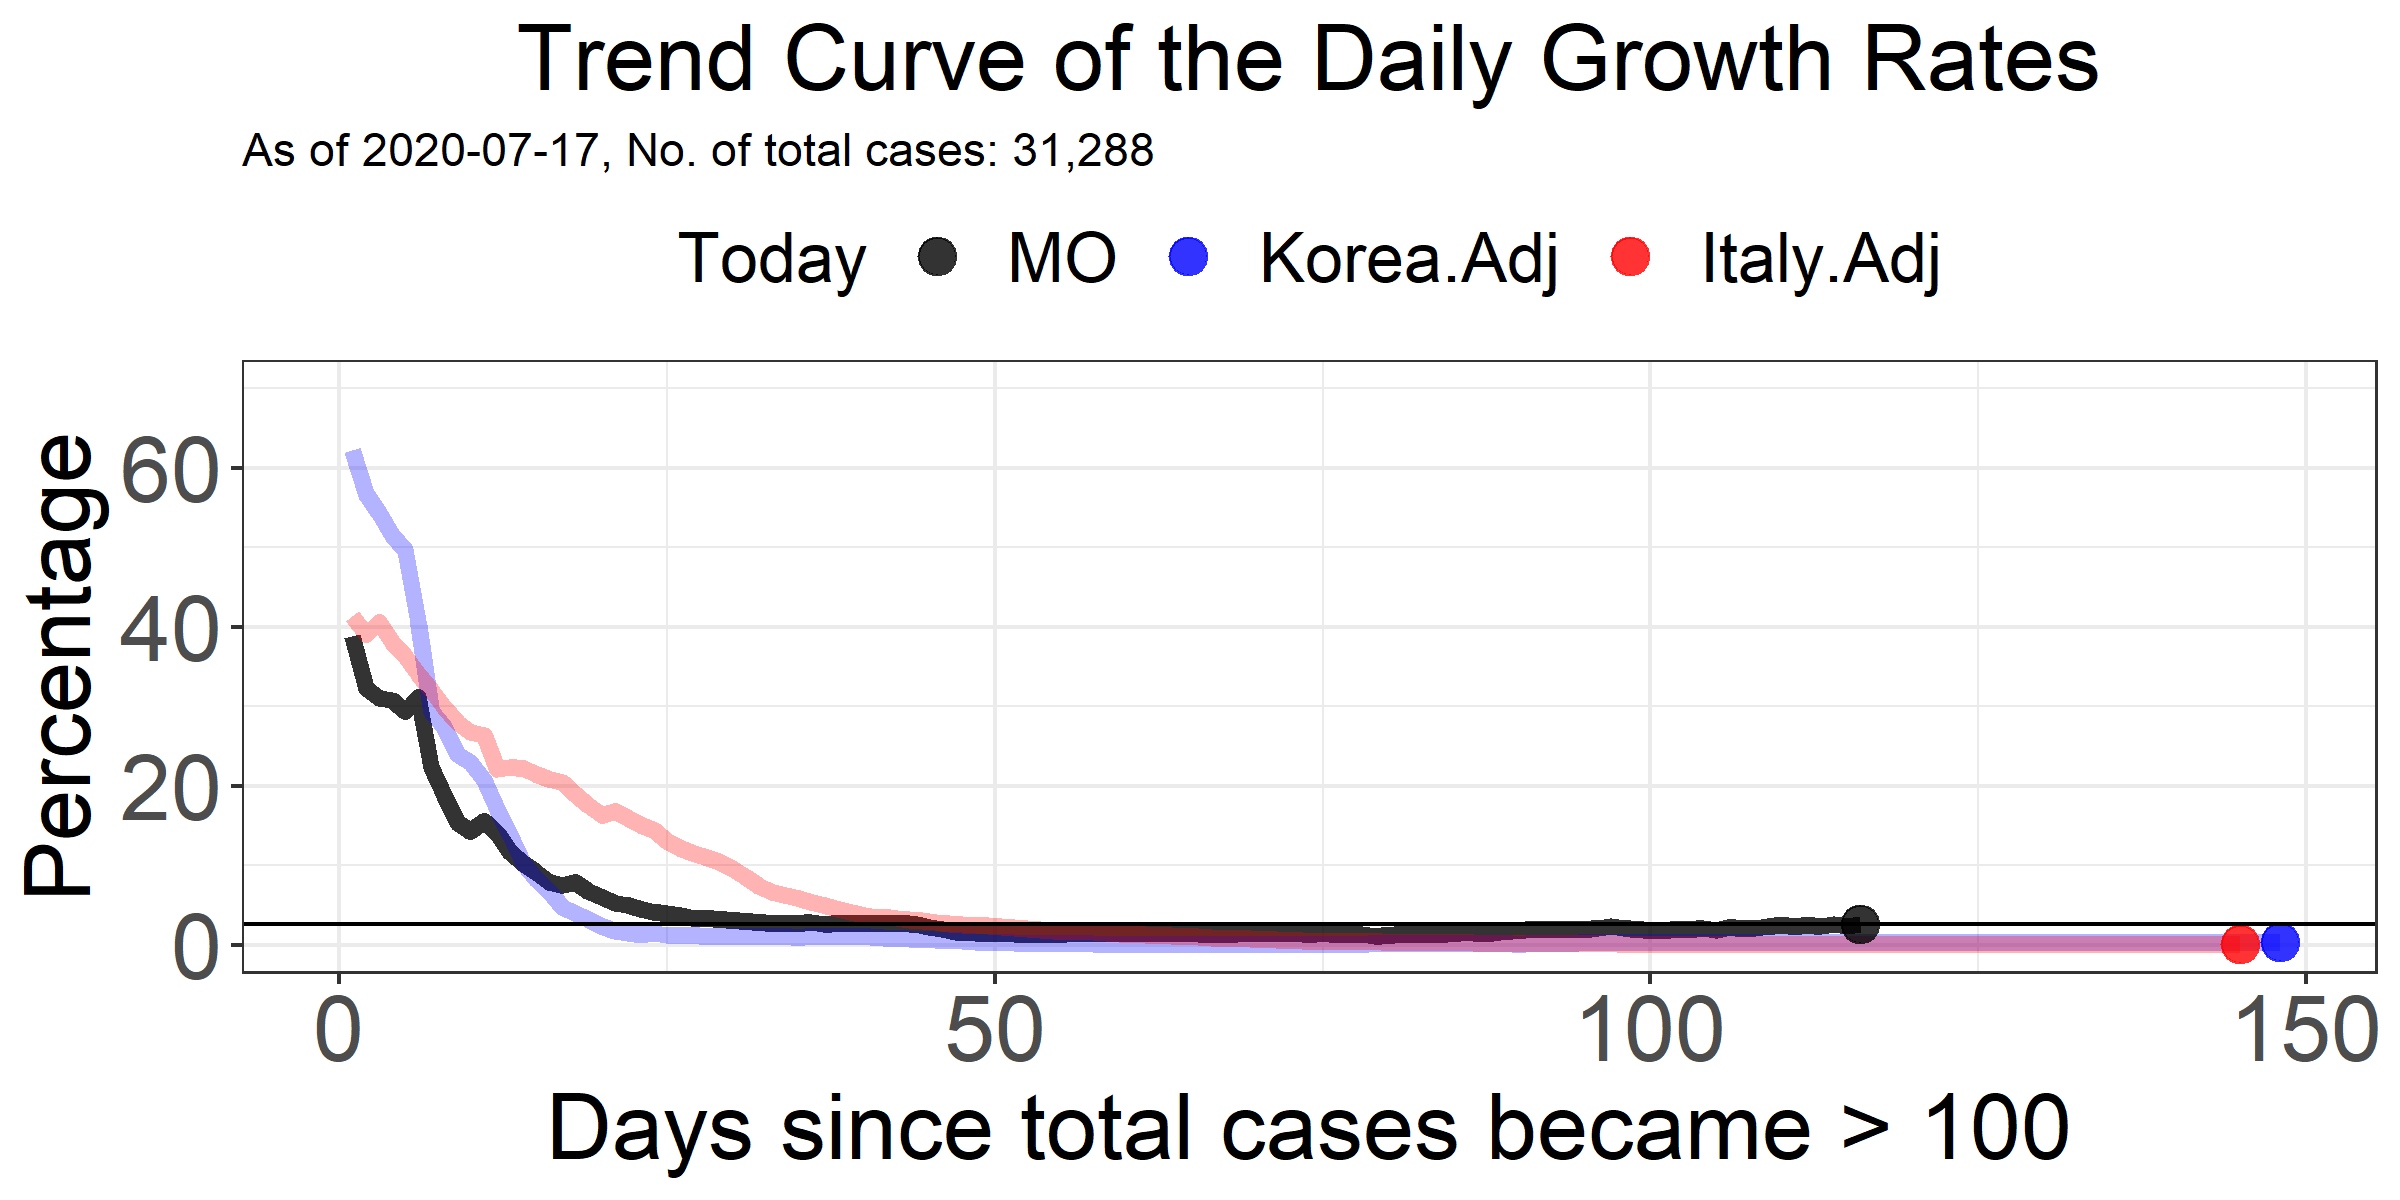 Trend Curve of the Daily Growth Rates
As of 2020-07-17, No. of total cases: 31,288
Today MO Korea.Adj Italy.Adj
Percentage
60
40
20
0
0 50 100 150
Days since total cases became > 100